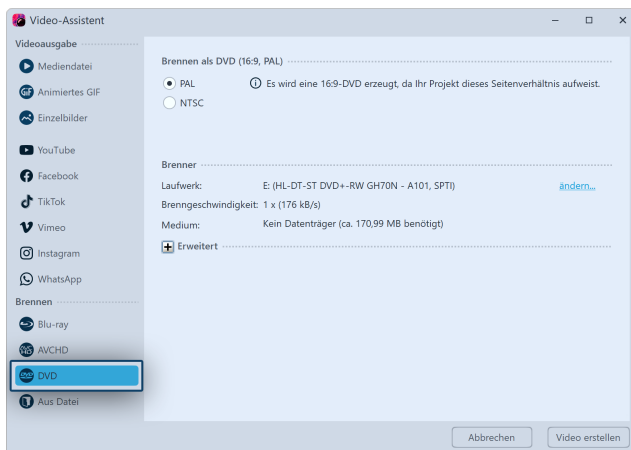 Video-Assistent
Videoausgabe
Mediendatei
GIF
Animiertes GIF
Einzelbilder
YouTube
Facebook
TikTok
Vimeo
Instagram
WhatsApp
Brennen
Blu-ray
AVCHD
DVD
Aus Datei
Brennen als DVD (16:9, PAL)
PAL
Es wird eine 16:9-DVD erzeugt, da Ihr Projekt dieses Seitenverhältnis aufweist.
NTSC
Brenner
Laufwerk: E: (HL-DT-ST DVD+-RW GH70N - A101, SPTI) ändern...
Brenngeschwindigkeit: 1 x (176 kB/s)
Medium: Kein Datenträger (ca. 170,99 MB benötigt)
Erweitert
Abbrechen
Video erstellen